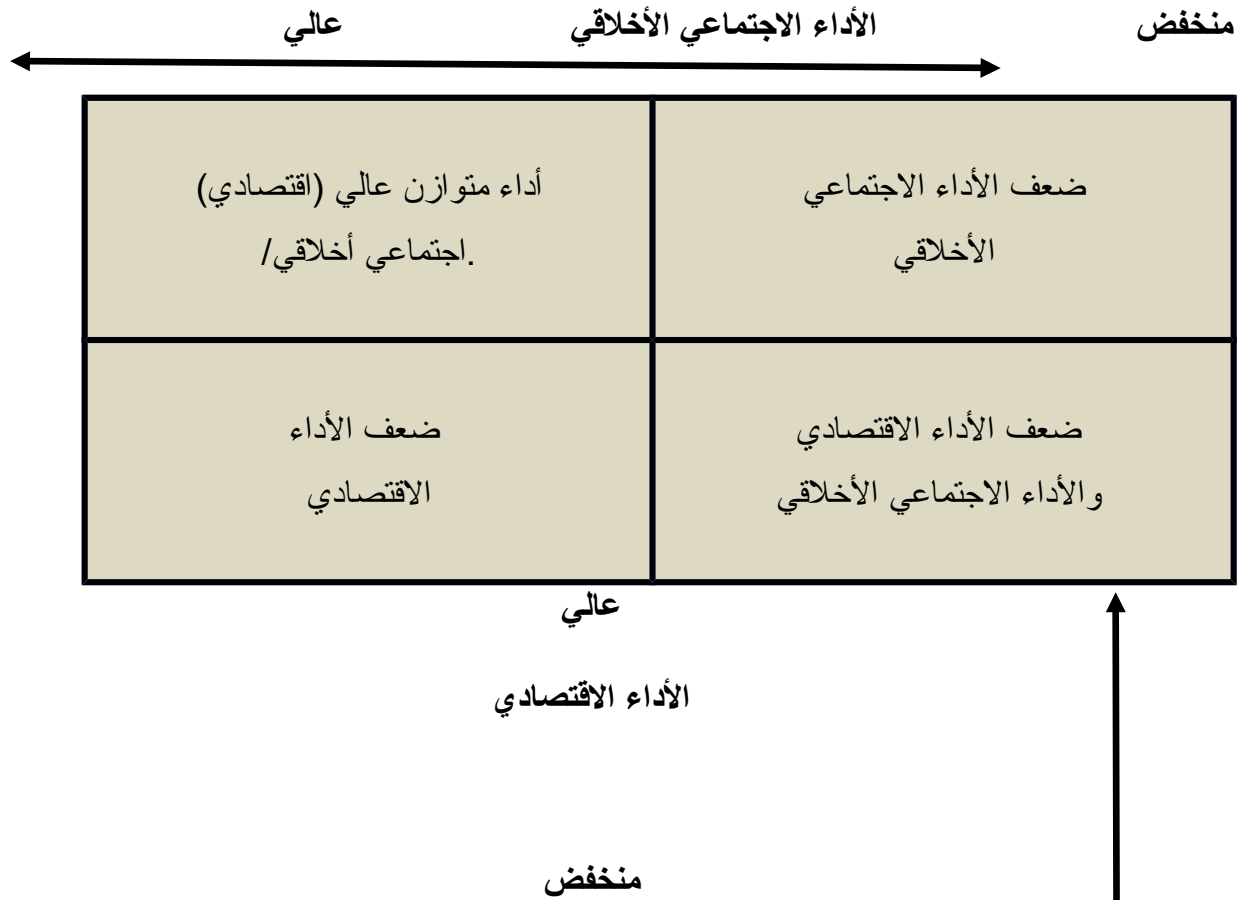 منخفض الأداء الاجتماعي الأخلاقي عالي
ضعف الأداء الاجتماعي
الأخلاقي
أداء متوازن عالي (اقتصادي)
.اجتماعي أخلاقي/
ضعف الأداء الاقتصادي
والأداء الاجتماعي الأخلاقي
ضعف الأداء
الاقتصادي
عالي
الأداء الاقتصادي
منخفض